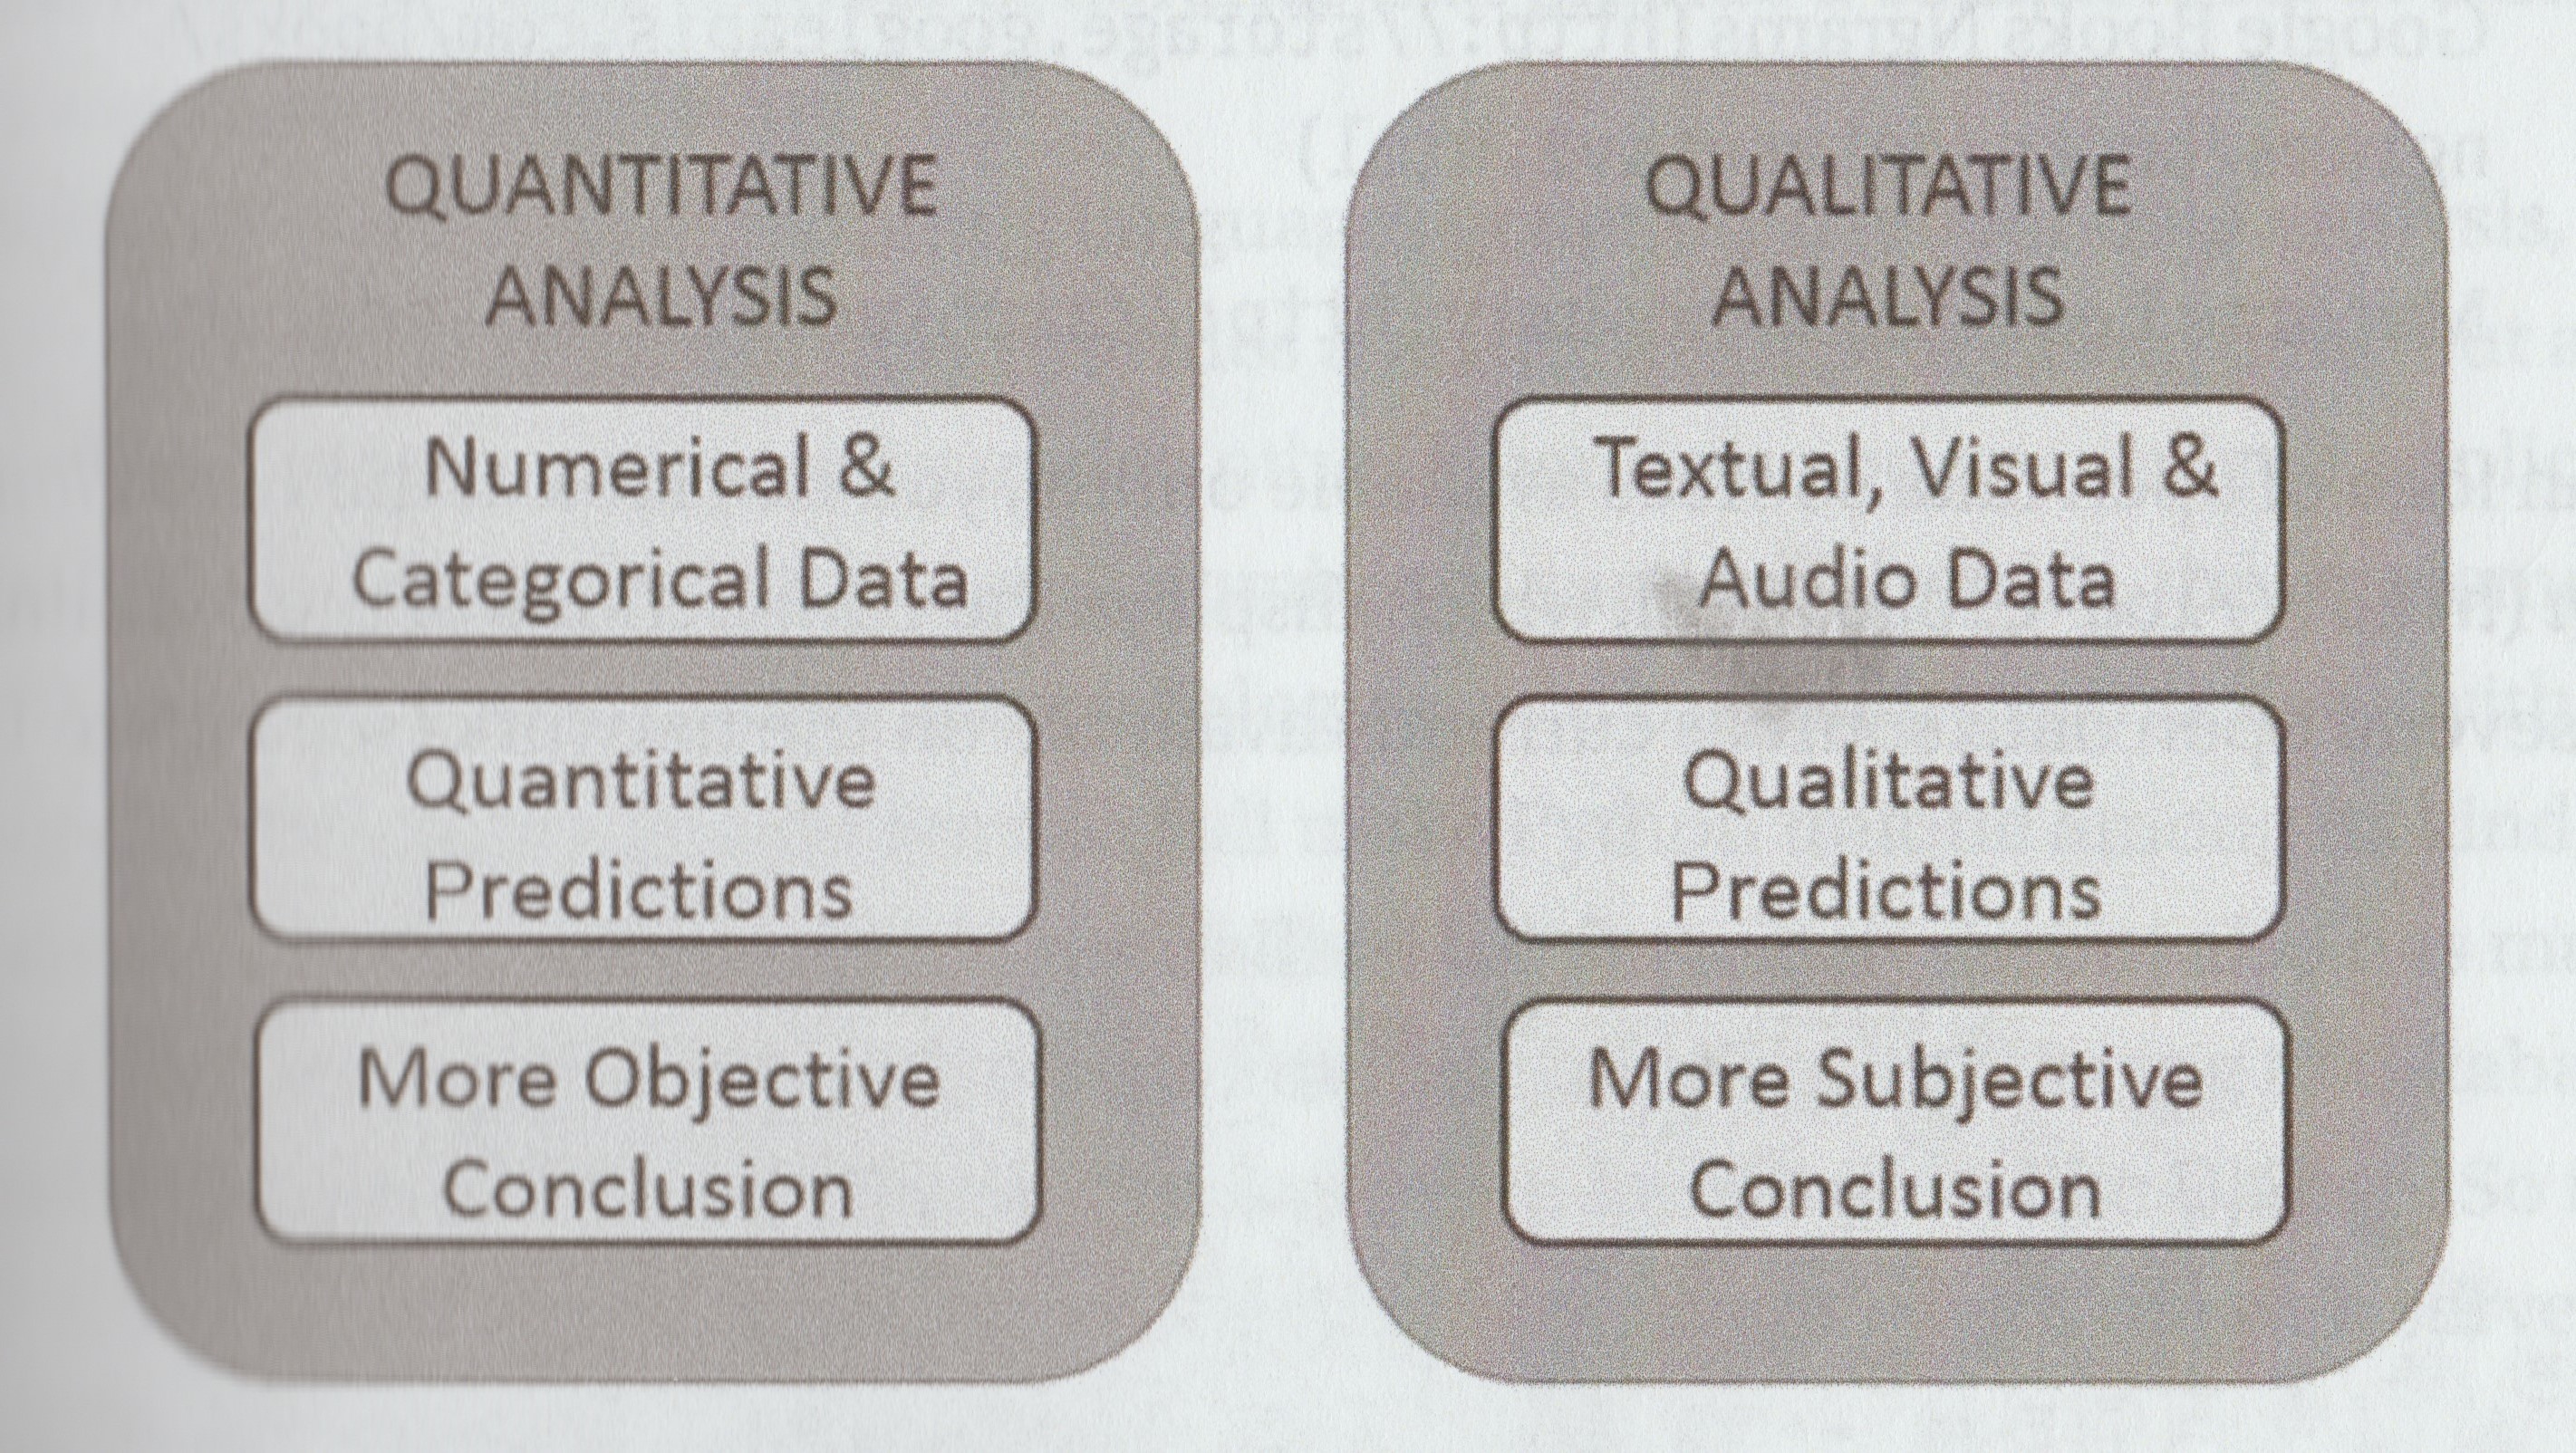 QUANTITATIVE
ANALYSIS
Numerical &
Categorical Data
Quantitative
Predictions
More Objective
Conclusion
QUALITATIVE
ANALYSIS
Textual, Visual &
Audio Data
Qualitative
Predictions
More Subjective
Conclusion